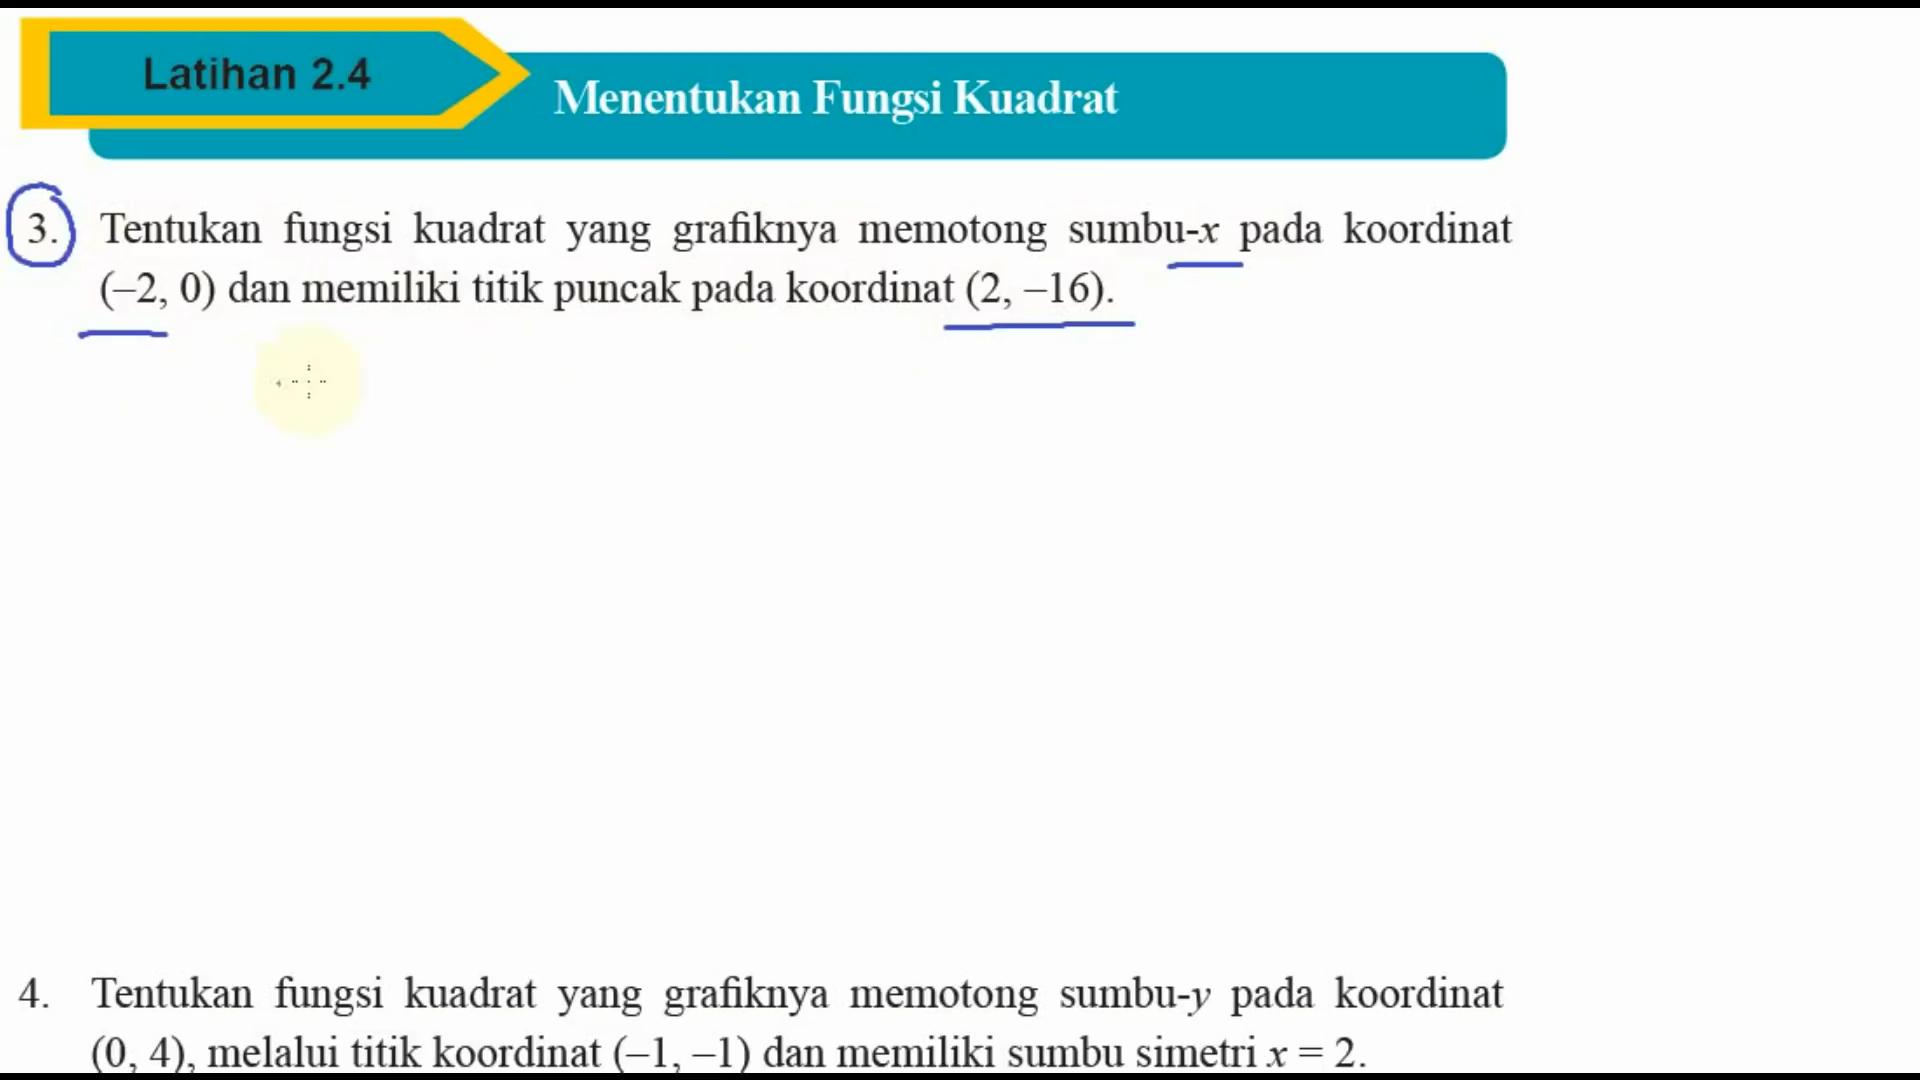 Latihan 2.4
Menentukan Fungsi Kuadrat
3. Tentukan fungsi kuadrat yang grafiknya memotong sumbu-x pada koordinat
(–2, 0) dan memiliki titik puncak pada koordinat (2, –16).
4. Tentukan fungsi kuadrat yang grafiknya memotong sumbu-y pada koordinat
(0, 4), melalui titik koordinat (–1, –1) dan memiliki sumbu simetri x = 2.